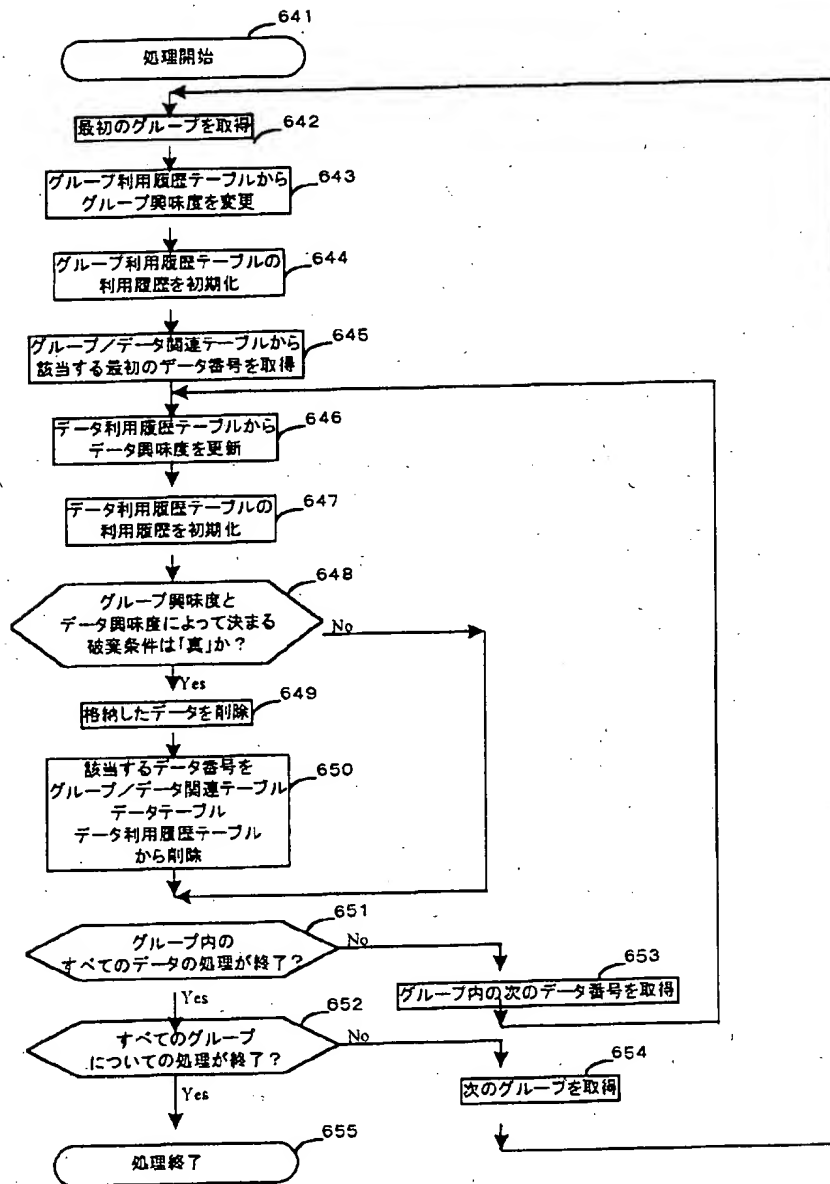 641
処理開始
最初のグループを取得
642
グループ利用履歴テーブルから
グループ興味度を変更
643
グループ利用履歴テーブルの
利用履歴を初期化
644
グループ／データ関連テーブルから
該当する最初のデータ番号を取得
645
データ利用履歴テーブルから
データ興味度を更新
646
データ利用履歴テーブルの
利用履歴を初期化
647
648
グループ興味度と
データ興味度によって決まる
破棄条件は「真」か？
No
Yes
格納したデータを削除
649
該当するデータ番号を
グループ／データ関連テーブル
データテーブル
データ利用履歴テーブル
から削除
650
651
グループ内の
すべてのデータの処理が終了？
No
653
グループ内の次のデータ番号を取得
Yes
652
すべてのグループ
についての処理が終了？
No
654
次のグループを取得
Yes
655
処理終了